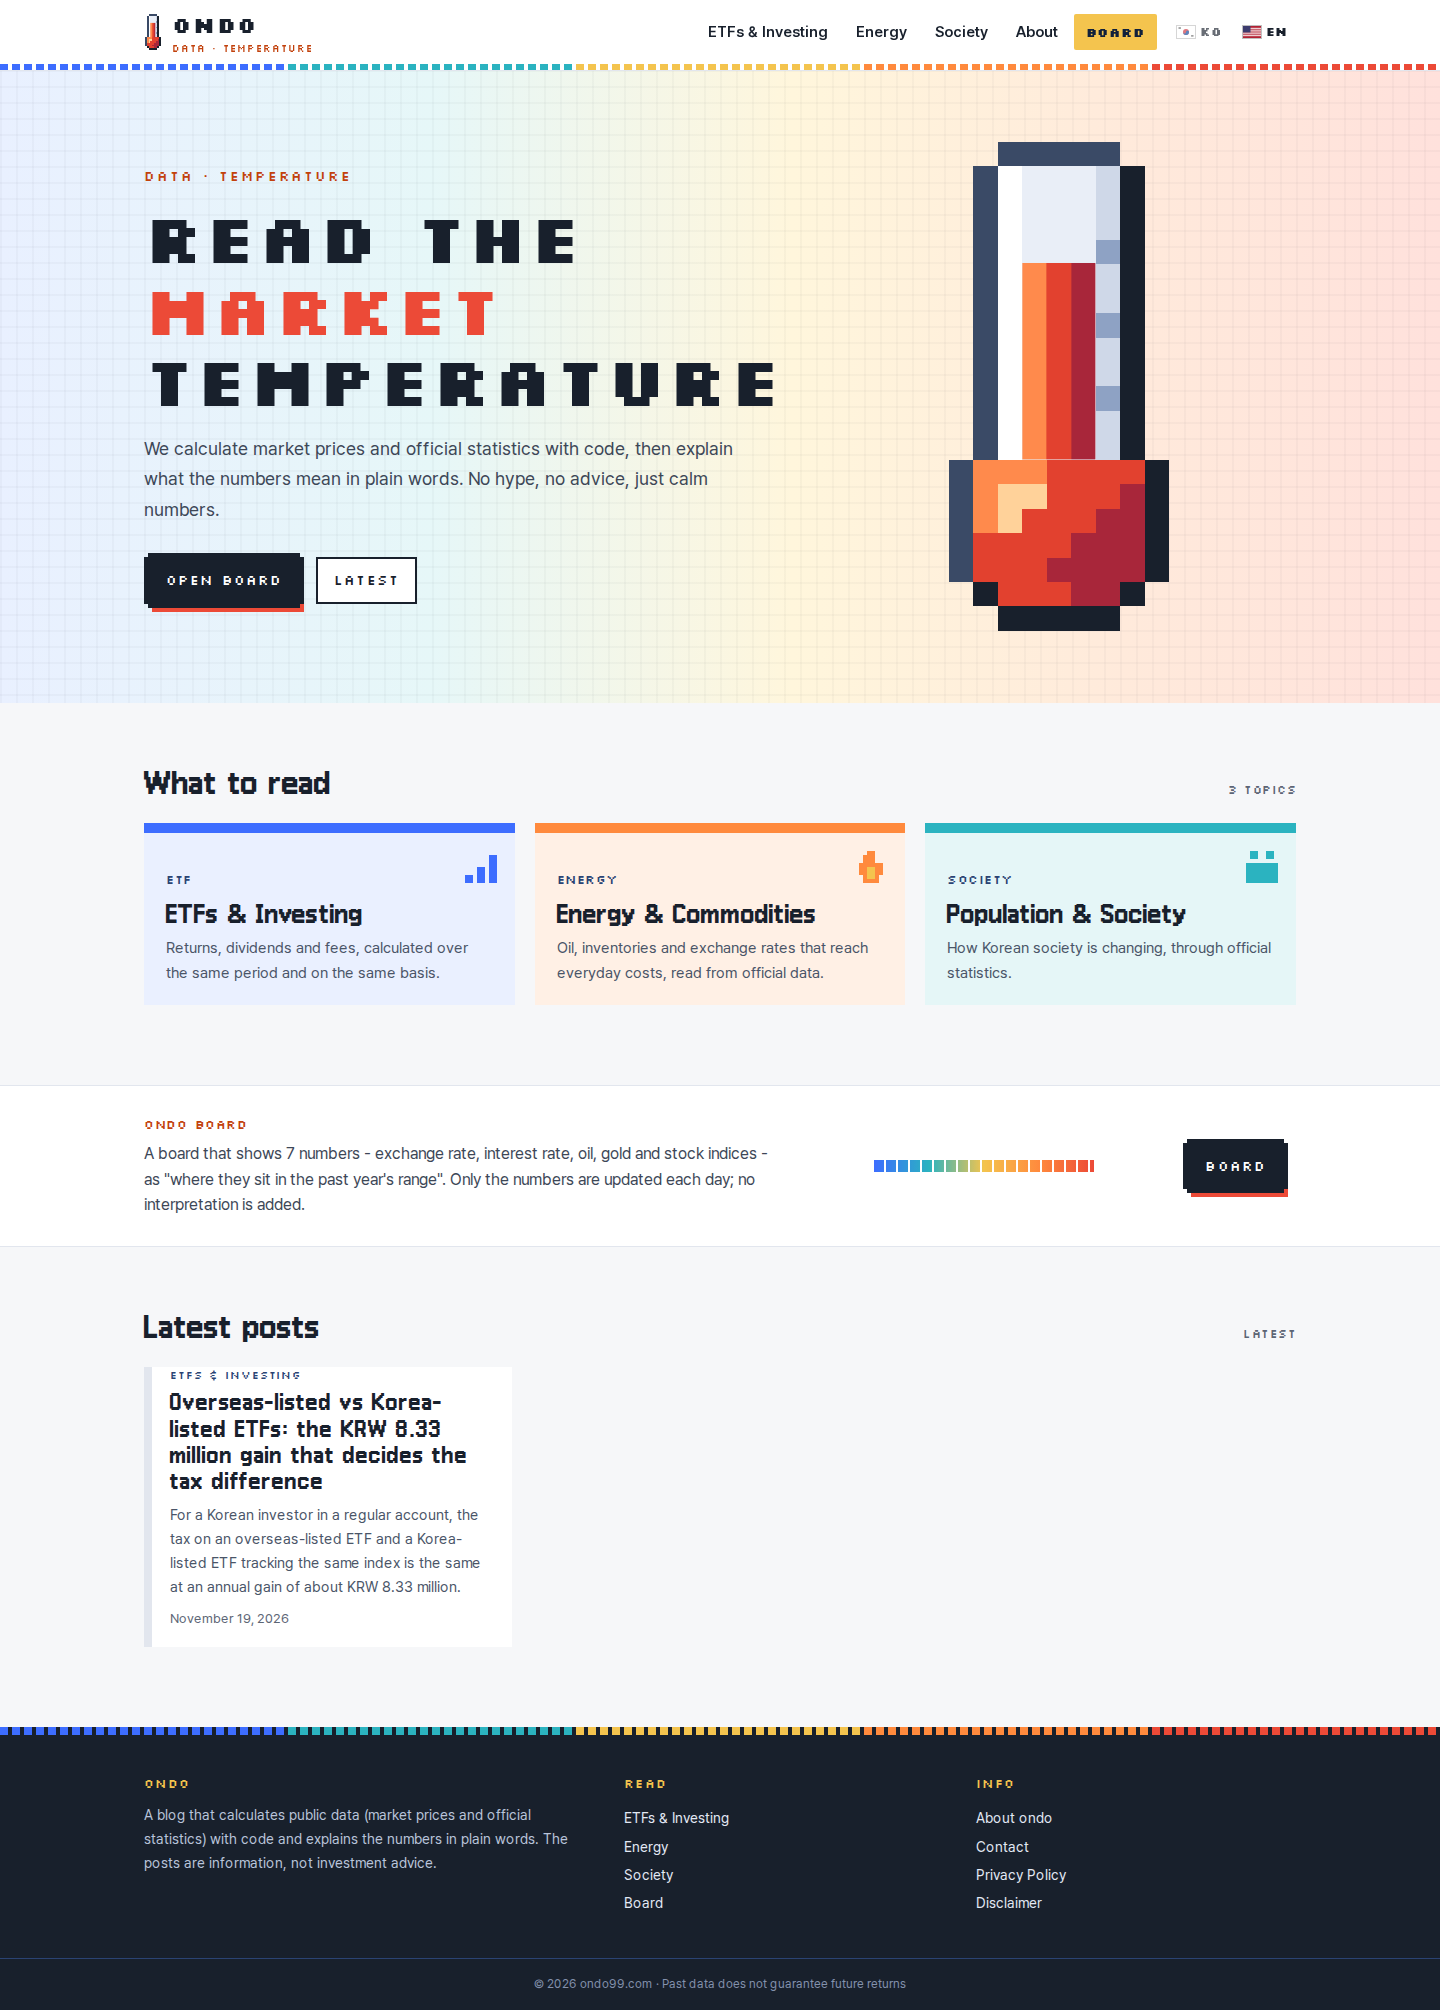 ONDO
DATA · TEMPERATURE
ETFs & Investing
Energy
Society
About
BOARD
KO
EN
DATA · TEMPERATURE
READ THE
MARKET
TEMPERATURE
We calculate market prices and official statistics with code, then explain
what the numbers mean in plain words. No hype, no advice, just calm
numbers.
OPEN BOARD
LATEST
What to read
3 TOPICS
ETF
ETFs & Investing
Returns, dividends and fees, calculated over
the same period and on the same basis.
ENERGY
Energy & Commodities
Oil, inventories and exchange rates that reach
everyday costs, read from official data.
SOCIETY
Population & Society
How Korean society is changing, through official
statistics.
ONDO BOARD
A board that shows 7 numbers - exchange rate, interest rate, oil, gold and stock indices -
as "where they sit in the past year's range". Only the numbers are updated each day; no
interpretation is added.
BOARD
Latest posts
LATEST
ETFS & INVESTING
Overseas-listed vs Korea-
listed ETFs: the KRW 8.33
million gain that decides the
tax difference
For a Korean investor in a regular account, the
tax on an overseas-listed ETF and a Korea-
listed ETF tracking the same index is the same
at an annual gain of about KRW 8.33 million.
November 19, 2026
ONDO
A blog that calculates public data (market prices and official
statistics) with code and explains the numbers in plain words. The
posts are information, not investment advice.
READ
ETFs & Investing
Energy
Society
Board
INFO
About ondo
Contact
Privacy Policy
Disclaimer
© 2026 ondo99.com · Past data does not guarantee future returns